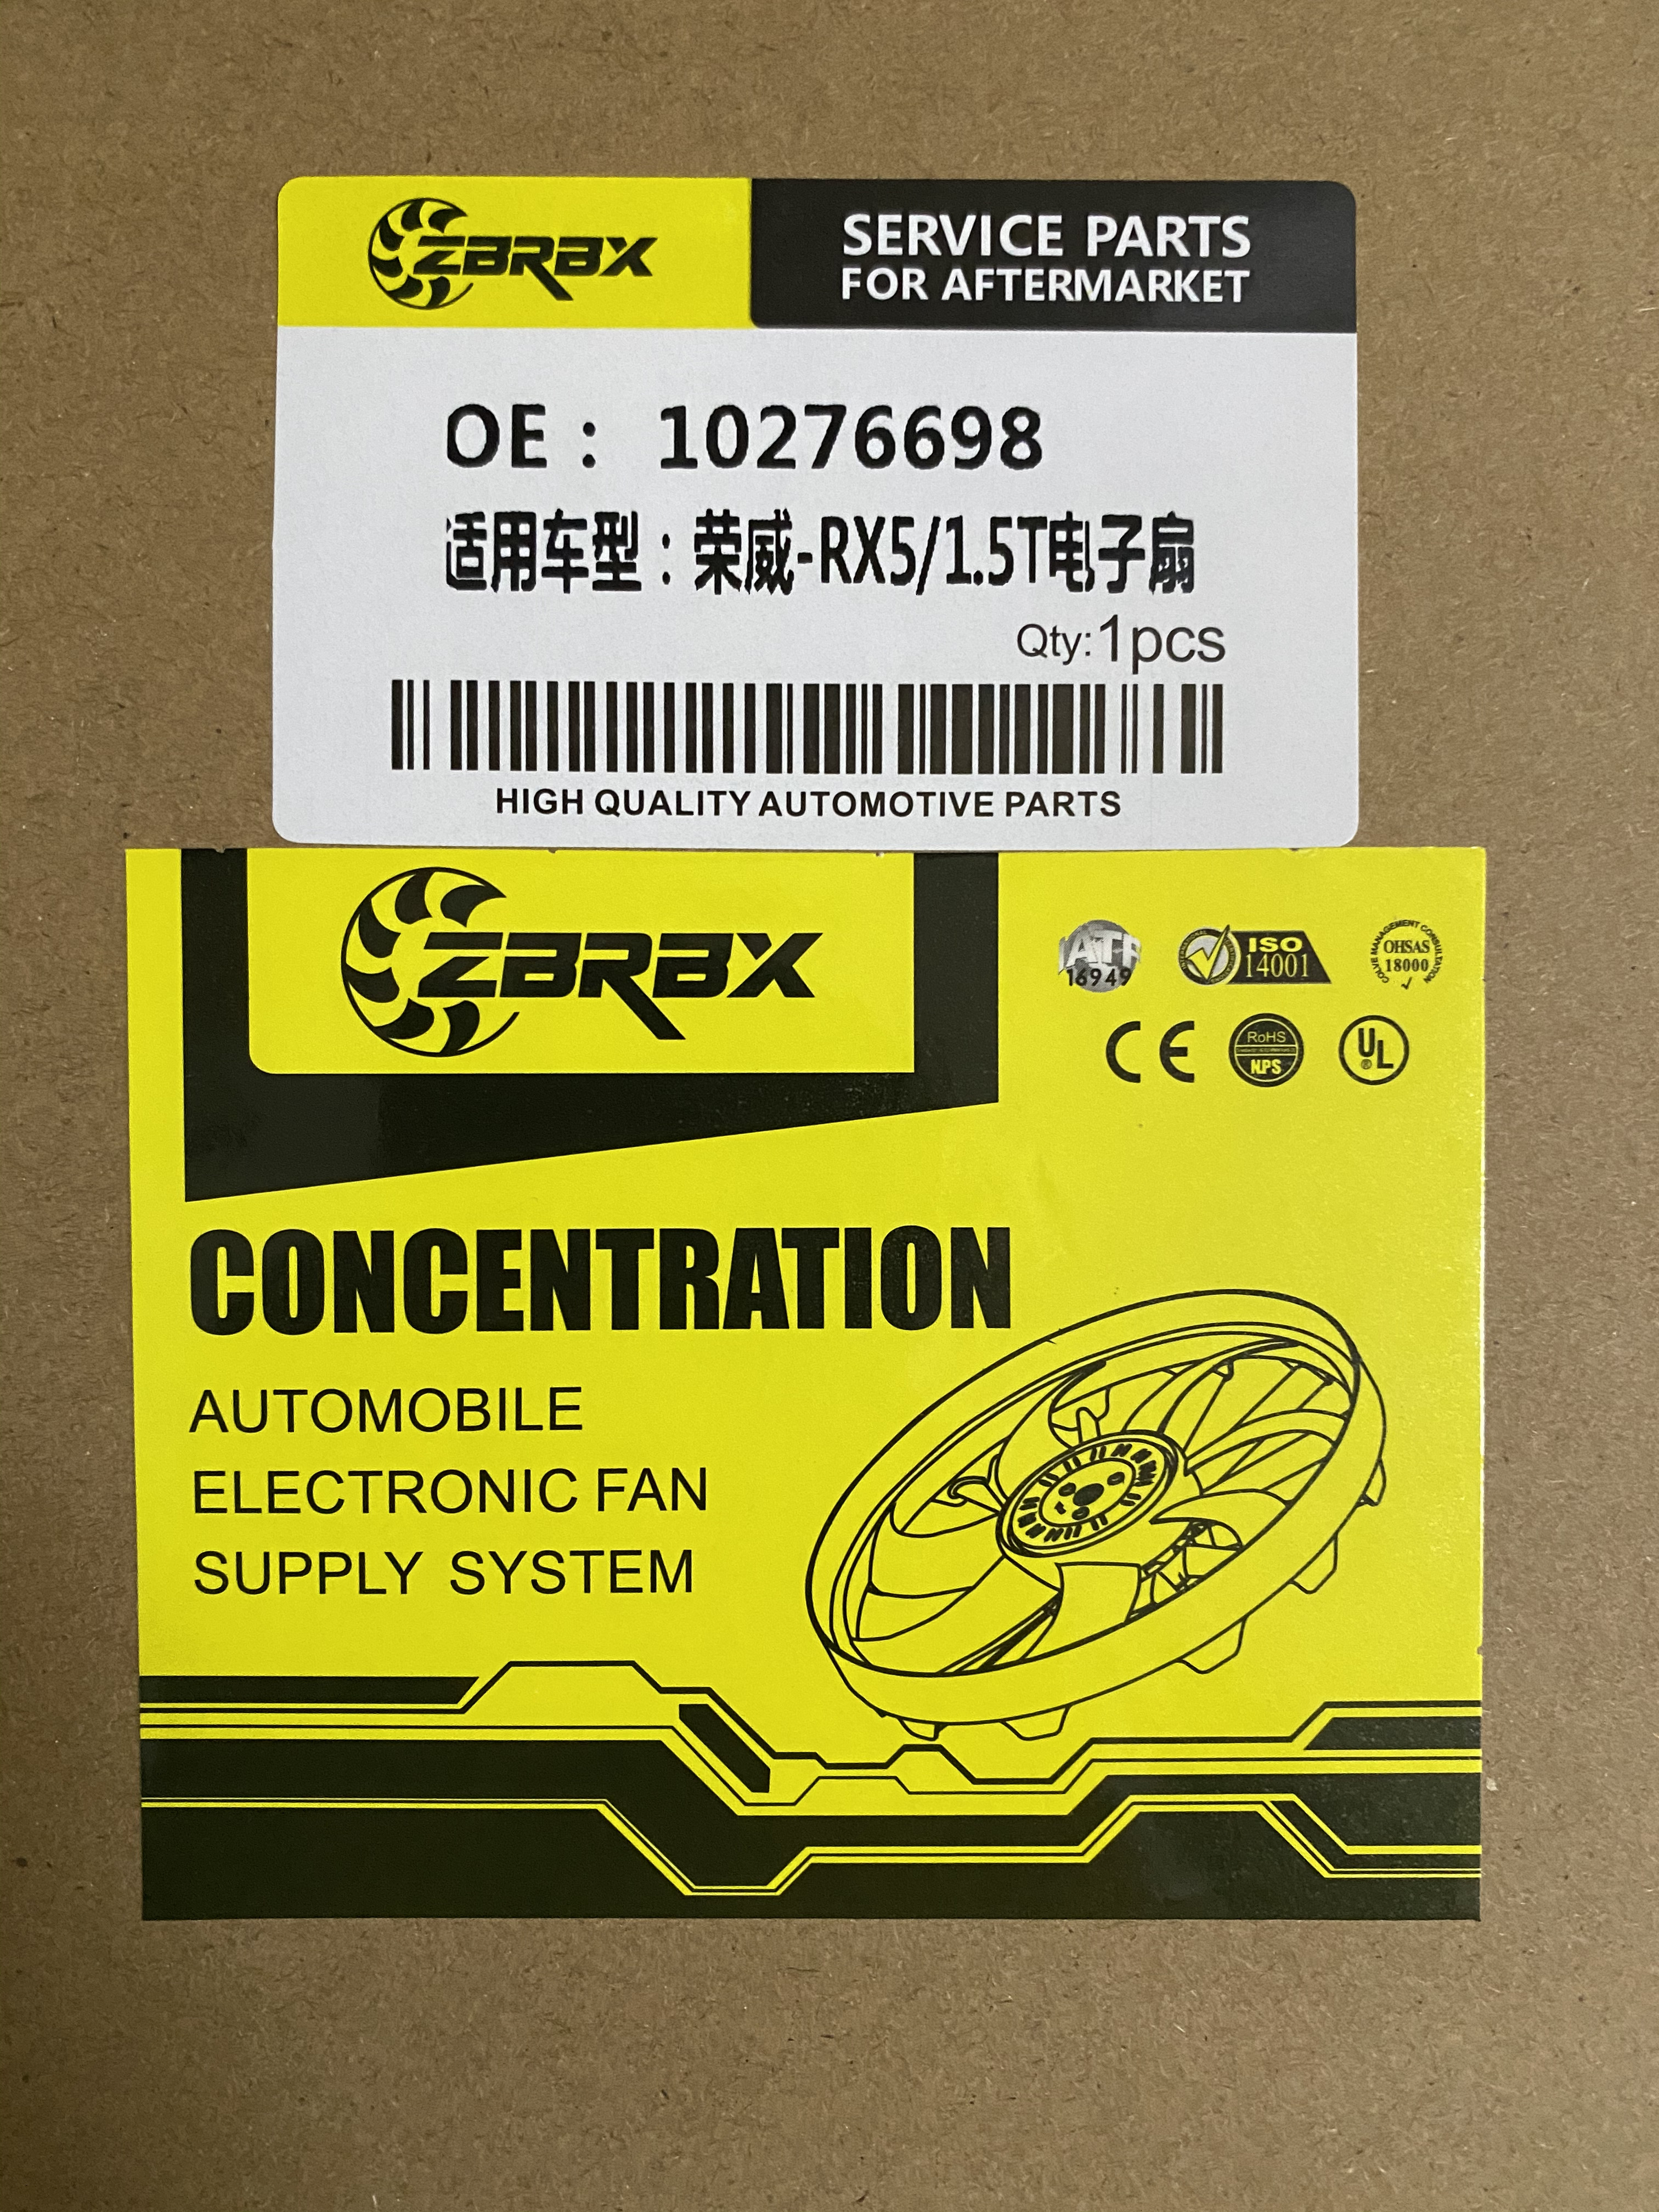 ZBRBX
SERVICE PARTS
FOR AFTERMARKET
OE： 10276698
适用车型：荣威-RX5/1.5T电子扇
Qty:1pcs
HIGH QUALITY AUTOMOTIVE PARTS
ZBRBX
IATF
16949
ISO
14001
OHSAS
18000
CE
RoHS
NPS
UL
®
CONCENTRATION
AUTOMOBILE
ELECTRONIC FAN
SUPPLY SYSTEM